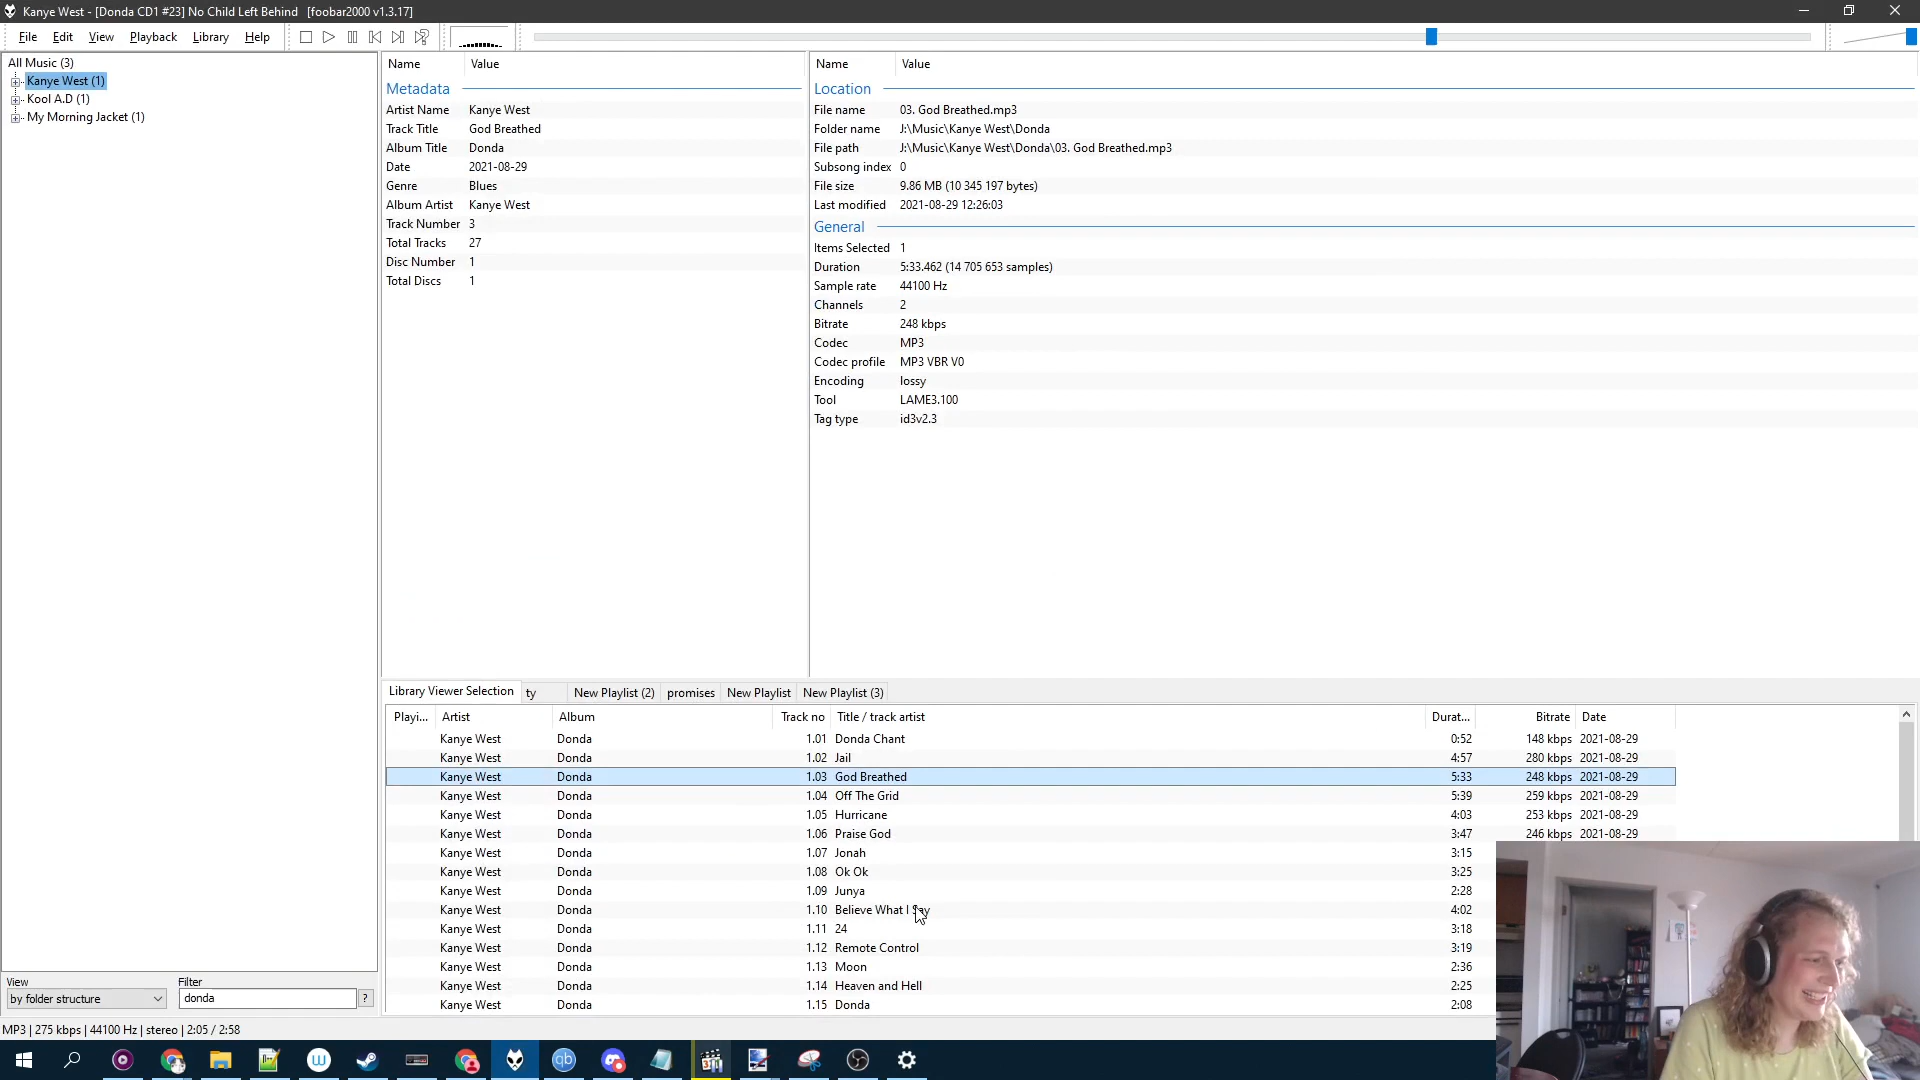 Kanye West - [Donda CD1 #23] No Child Left Behind [foobar2000 v1.3.17]
File Edit View Playback Library Help
All Music (3)
Kanye West (1)
Kool A.D (1)
My Morning Jacket (1)
Name Value
Metadata
Artist Name Kanye West
Track Title God Breathed
Album Title Donda
Date 2021-08-29
Genre Blues
Album Artist Kanye West
Track Number 3
Total Tracks 27
Disc Number 1
Total Discs 1
Name Value
Location
File name 03. God Breathed.mp3
Folder name J:\Music\Kanye West\Donda
File path J:\Music\Kanye West\Donda\03. God Breathed.mp3
Subsong index 0
File size 9.86 MB (10 345 197 bytes)
Last modified 2021-08-29 12:26:03
General
Items Selected 1
Duration 5:33.462 (14 705 653 samples)
Sample rate 44100 Hz
Channels 2
Bitrate 248 kbps
Codec MP3
Codec profile MP3 VBR V0
Encoding lossy
Tool LAME3.100
Tag type id3v2.3
Library Viewer Selection ty New Playlist (2) promises New Playlist New Playlist (3)
Playi... Artist Album Track no Title / track artist Durat... Bitrate Date
Kanye West Donda 1.01 Donda Chant 0:52 148 kbps 2021-08-29
Kanye West Donda 1.02 Jail 4:57 280 kbps 2021-08-29
Kanye West Donda 1.03 God Breathed 5:33 248 kbps 2021-08-29
Kanye West Donda 1.04 Off The Grid 5:39 259 kbps 2021-08-29
Kanye West Donda 1.05 Hurricane 4:03 253 kbps 2021-08-29
Kanye West Donda 1.06 Praise God 3:47 246 kbps 2021-08-29
Kanye West Donda 1.07 Jonah 3:15
Kanye West Donda 1.08 Ok Ok 3:25
Kanye West Donda 1.09 Junya 2:28
Kanye West Donda 1.10 Believe What I Say 4:02
Kanye West Donda 1.11 24 3:18
Kanye West Donda 1.12 Remote Control 3:19
Kanye West Donda 1.13 Moon 2:36
Kanye West Donda 1.14 Heaven and Hell 2:25
Kanye West Donda 1.15 Donda 2:08
View Filter
by folder structure donda ?
MP3 | 275 kbps | 44100 Hz | stereo | 2:05 / 2:58